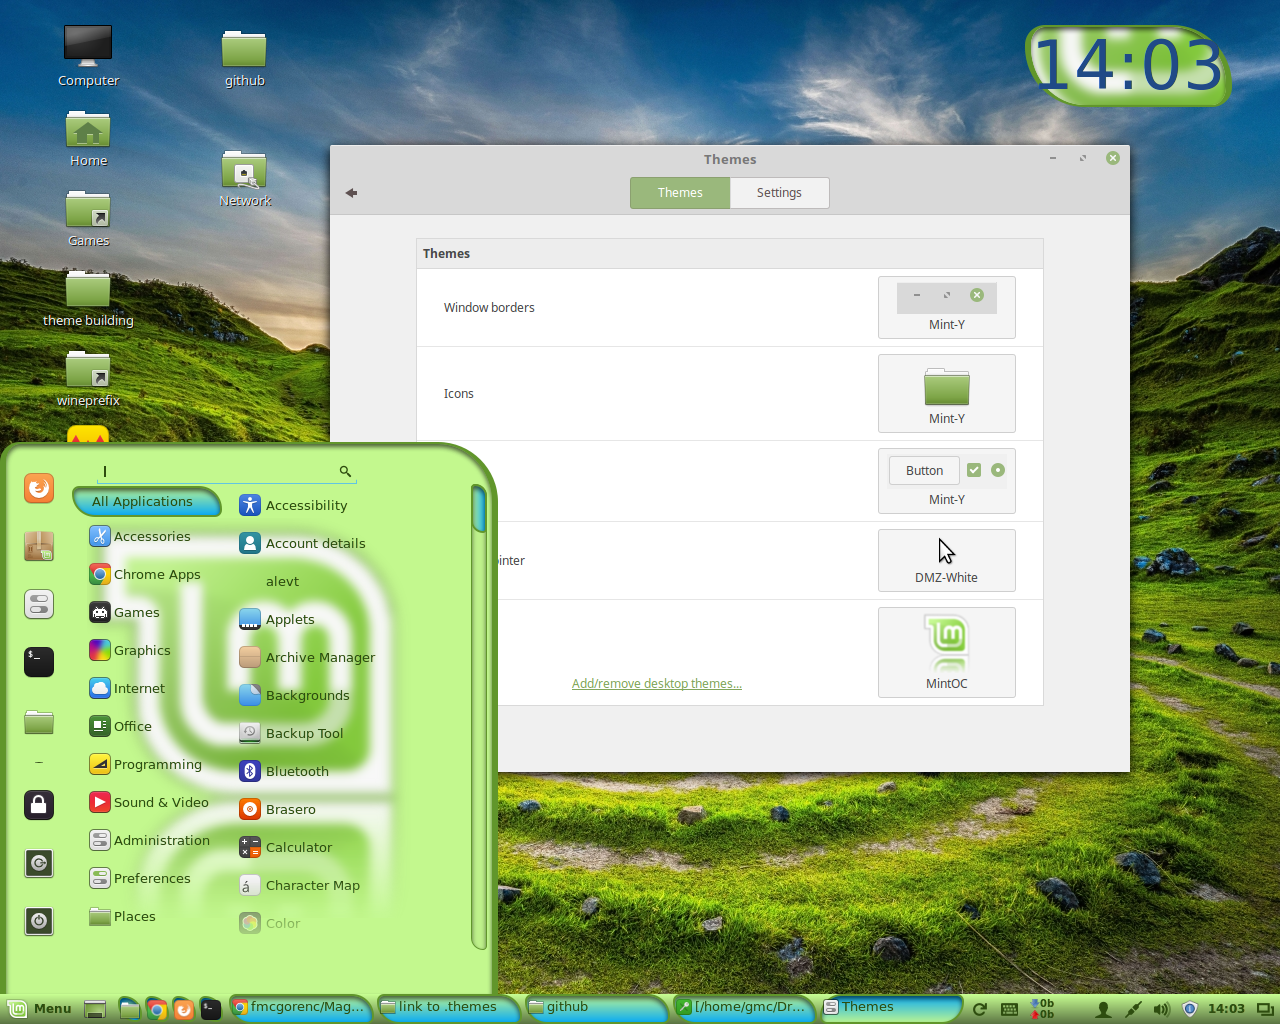 Computer
github
14:03
Home
Network
Games
theme building
wineprefix
Themes
Themes
Settings
Themes
Window borders
Mint-Y
Icons
Mint-Y
Button
Mint-Y
DMZ-White
Add/remove desktop themes...
MintOC
All Applications
Accessories
Chrome Apps
Games
Graphics
Internet
Office
Programming
Sound & Video
Administration
Preferences
Places
Accessibility
Account details
alevt
Applets
Archive Manager
Backgrounds
Backup Tool
Bluetooth
Brasero
Calculator
Character Map
Color
Menu
fmcgorenc/Mag...
link to .themes
github
[/home/gmc/Dr...
Themes
0b
0b
14:03